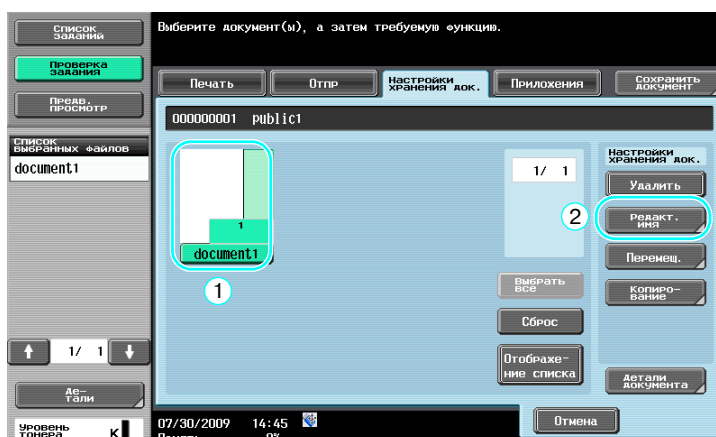 Список
заданий
Проверка
задания
Предв.
просмотр
Список
выбранных файлов
document1
1/ 1
Де-
тали
Уровень
тонера
K
Выберите документ(ы), а затем требуемую функцию.
Печать
Отпр
Настройки
хранения док.
Приложения
Сохранить
документ
000000001 public1
1
document1
1
1/ 1
Выбрать
все
Сброс
Отображе-
ние списка
Настройки
хранения док.
Удалить
2
Редакт.
имя
Перемещ.
Копиро-
вание
Детали
документа
07/30/2009 14:45
Отмена